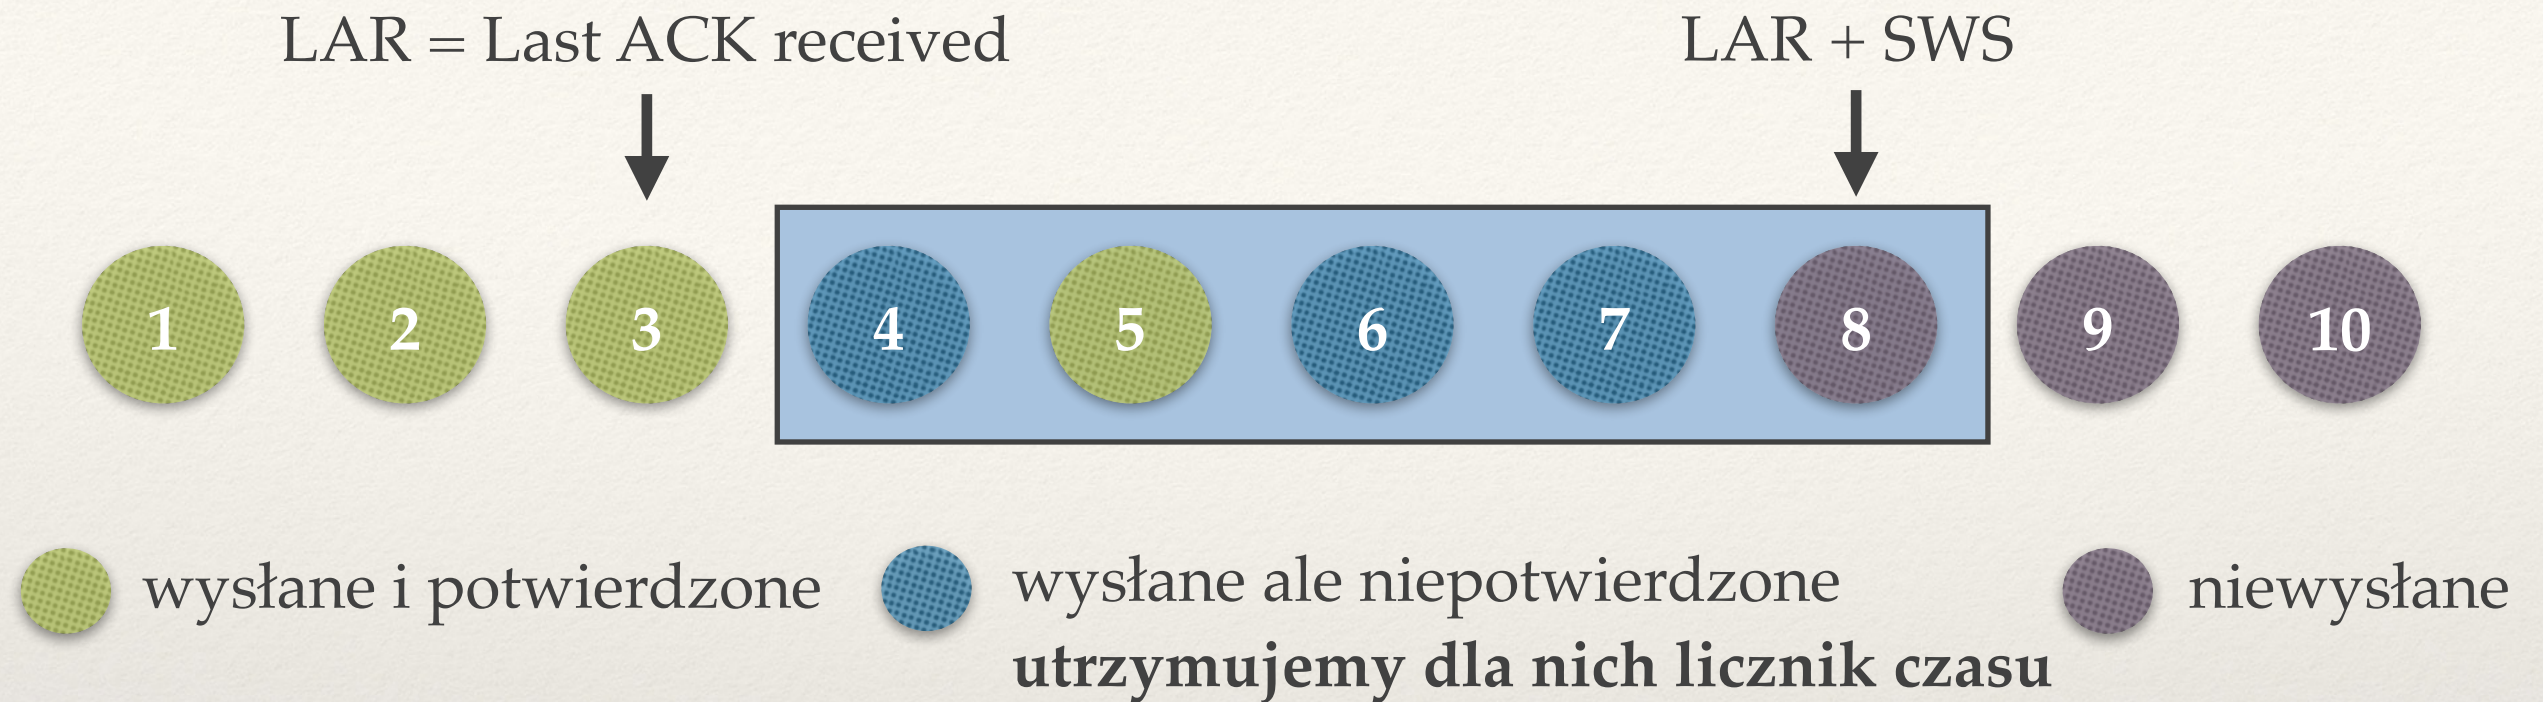 LAR = Last ACK received
LAR + SWS
1 2 3 4 5 6 7 8 9 10
wysłane i potwierdzone
wysłane ale niepotwierdzone
utrzymujemy dla nich licznik czasu
niewysłane